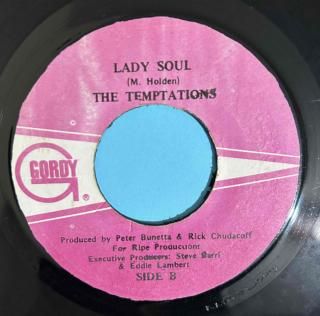 LADY SOUL
(M. Holden)
THE TEMPTATIONS
GORDY
®
Produced by Peter Bunetta & Rick Chudacoff
For Ripe Productions
Executive Producers: Steve Barri
& Eddie Lambert
SIDE B